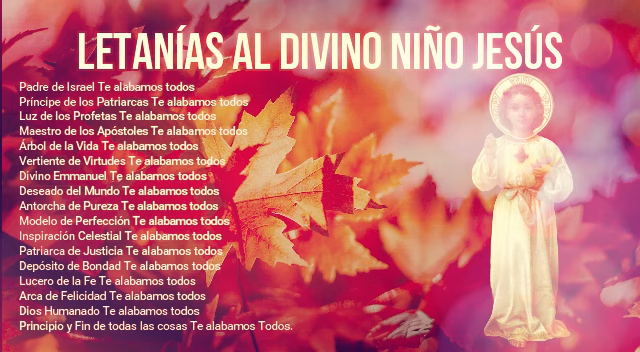 LETANÍAS AL DIVINO NIÑO JESÚS
Padre de Israel Te alabamos todos
Príncipe de los Patriarcas Te alabamos todos
Luz de los Profetas Te alabamos todos
Maestro de los Apóstoles Te alabamos todos
Árbol de la Vida Te alabamos todos
Vertiente de Virtudes Te alabamos todos
Divino Emmanuel Te alabamos todos
Deseado del Mundo Te alabamos todos
Antorcha de Pureza Te alabamos todos
Modelo de Perfección Te alabamos todos
Inspiración Celestial Te alabamos todos
Patriarca de Justicia Te alabamos todos
Depósito de Bondad Te alabamos todos
Lucero de la Fe Te alabamos todos
Arca de Felicidad Te alabamos todos
Dios Humanado Te alabamos todos
Principio y Fin de todas las cosas Te alabamos Todos.